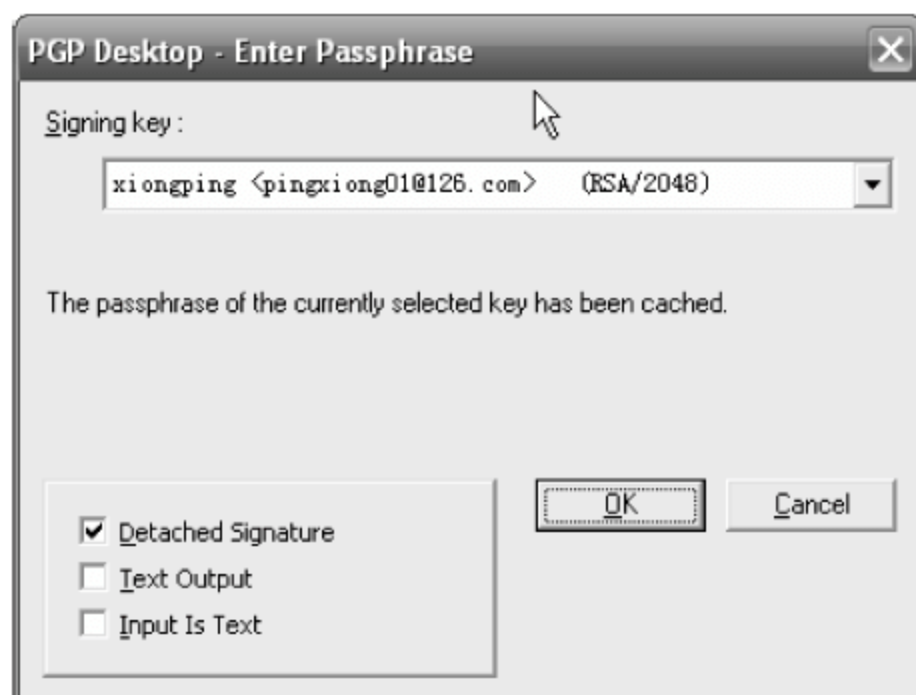 PGP Desktop - Enter Passphrase
Signing key :
xiongping <pingxiong01@126.com> (RSA/2048)
The passphrase of the currently selected key has been cached.
Detached Signature
Text Output
Input Is Text
OK
Cancel